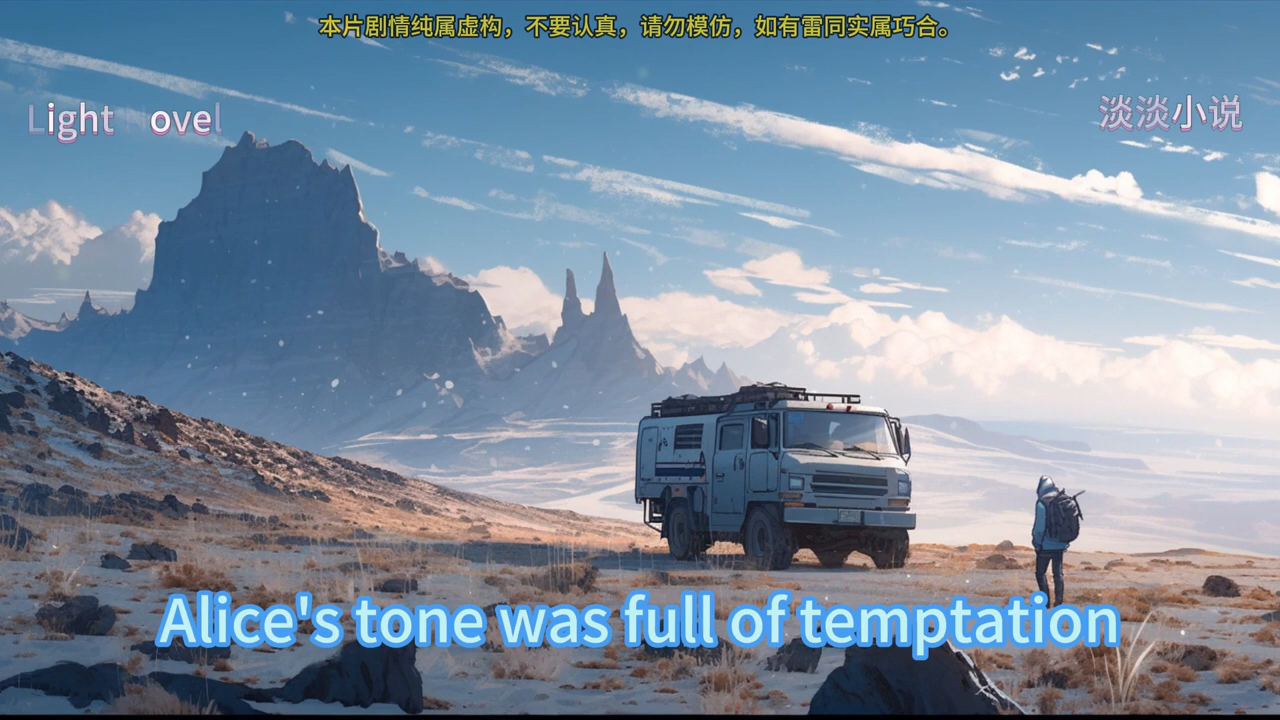 本片剧情纯属虚构，不要认真，请勿模仿，如有雷同实属巧合。
Light Novel
淡淡小说
Alice's tone was full of temptation